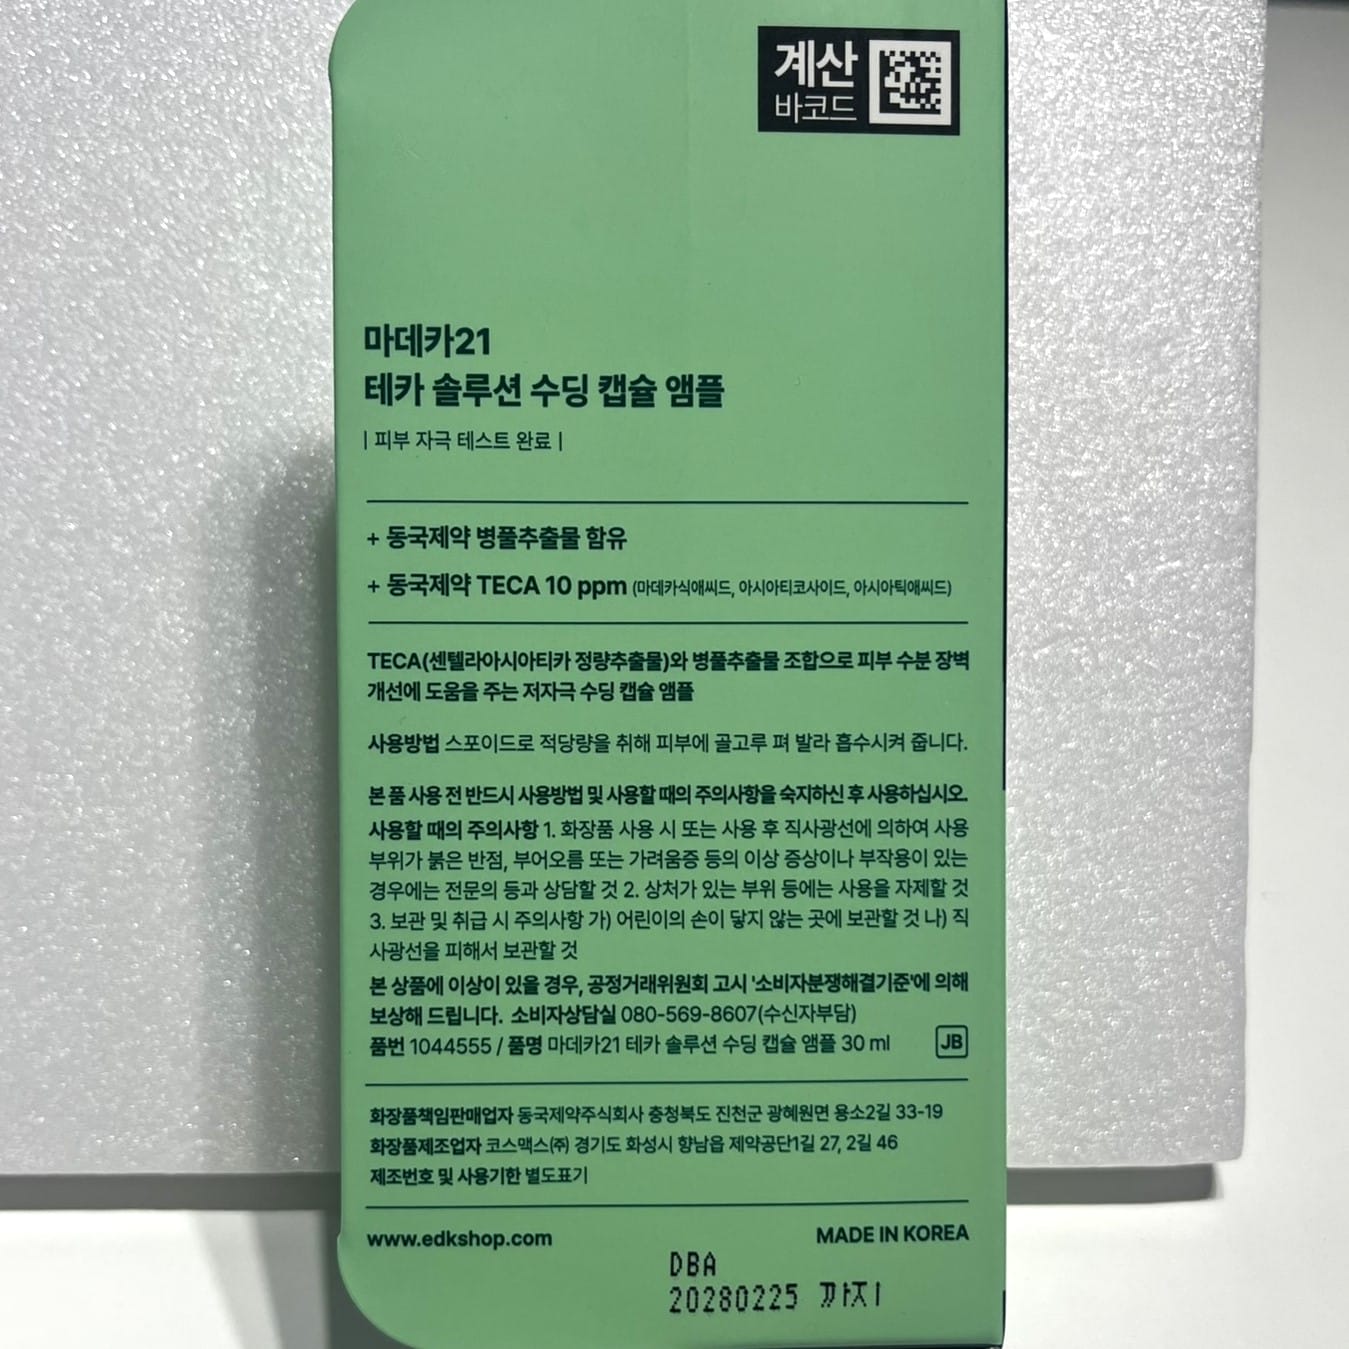 계산
바코드
마데카21
테카 솔루션 수딩 캡슐 앰플
| 피부 자극 테스트 완료 |
+ 동국제약 병풀추출물 함유
+ 동국제약 TECA 10 ppm (마데카식애씨드, 아시아티코사이드, 아시아틱애씨드)
TECA(센텔라아시아티카 정량추출물)와 병풀추출물 조합으로 피부 수분 장벽
개선에 도움을 주는 저자극 수딩 캡슐 앰플
사용방법 스포이드로 적당량을 취해 피부에 골고루 펴 발라 흡수시켜 줍니다.
본 품 사용 전 반드시 사용방법 및 사용할 때의 주의사항을 숙지하신 후 사용하십시오.
사용할 때의 주의사항 1. 화장품 사용 시 또는 사용 후 직사광선에 의하여 사용
부위가 붉은 반점, 부어오름 또는 가려움증 등의 이상 증상이나 부작용이 있는
경우에는 전문의 등과 상담할 것 2. 상처가 있는 부위 등에는 사용을 자제할 것
3. 보관 및 취급 시 주의사항 가) 어린이의 손이 닿지 않는 곳에 보관할 것 나) 직
사광선을 피해서 보관할 것
본 상품에 이상이 있을 경우, 공정거래위원회 고시 '소비자분쟁해결기준'에 의해
보상해 드립니다. 소비자상담실 080-569-8607(수신자부담)
품번 1044555 / 품명 마데카21 테카 솔루션 수딩 캡슐 앰플 30 ml JB
화장품책임판매업자 동국제약주식회사 충청북도 진천군 광혜원면 용소2길 33-19
화장품제조업자 코스맥스(주) 경기도 화성시 향남읍 제약공단1길 27, 2길 46
제조번호 및 사용기한 별도표기
www.edkshop.com MADE IN KOREA
DBA
20280225 까지